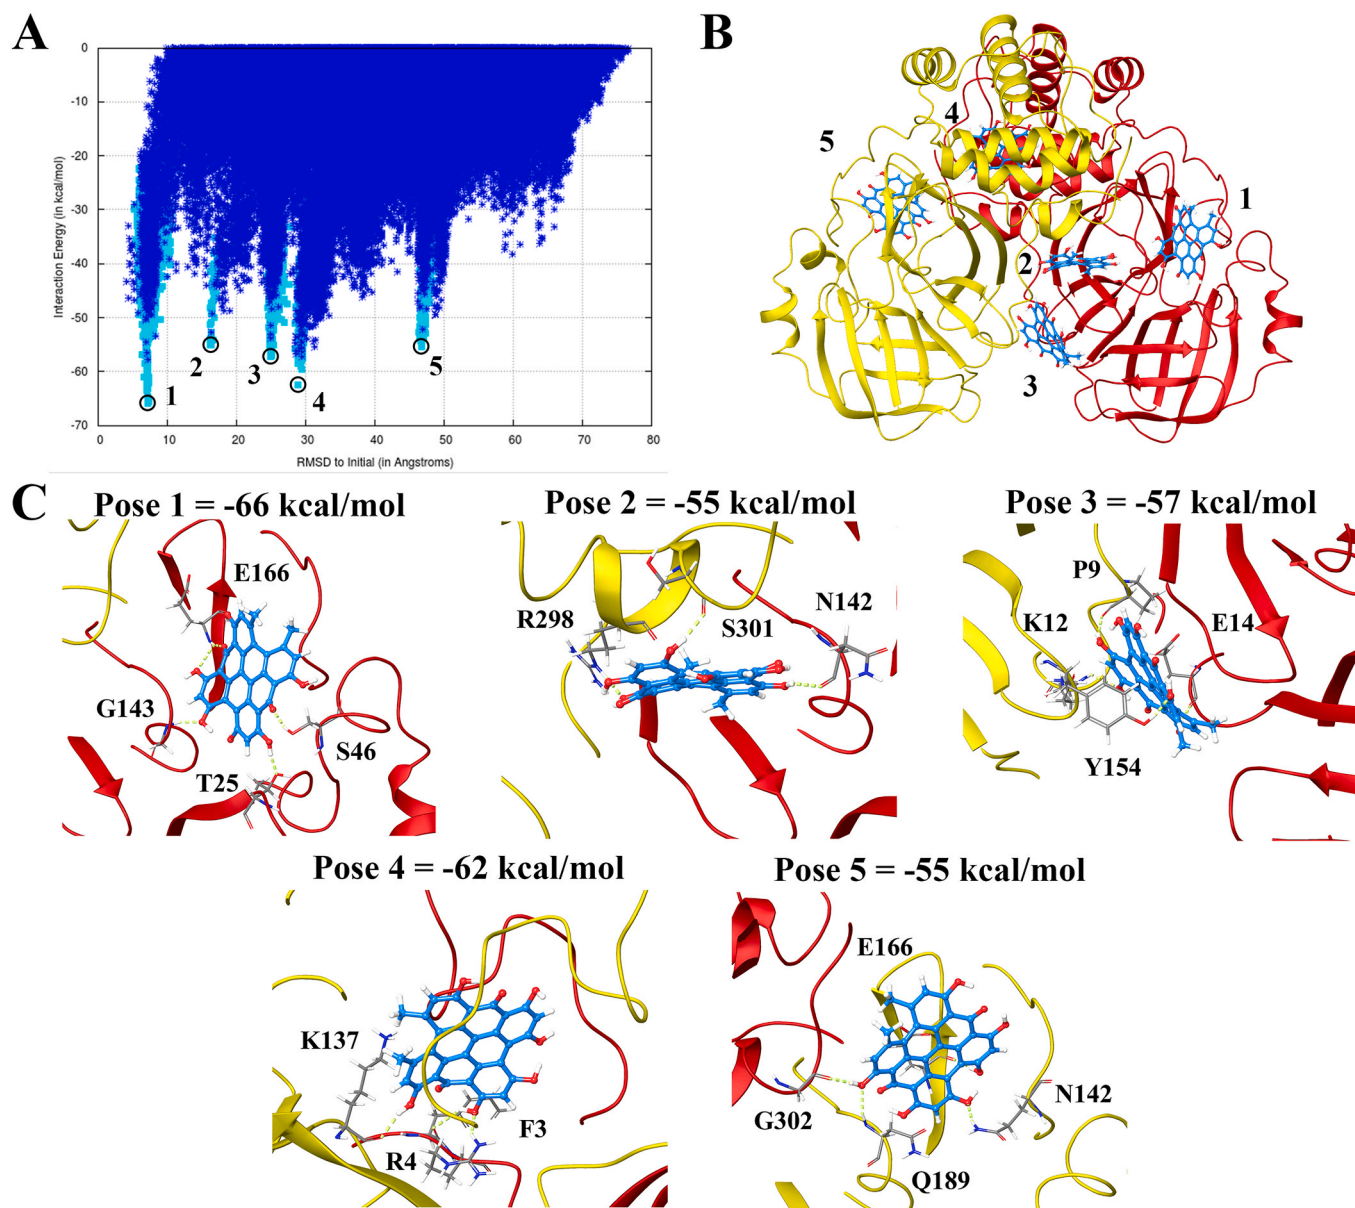 A
B
0
-10
-20
-30
-40
-50
-60
-70
Interaction Energy (in kcal/mol)
0 10 20 30 40 50 60 70 80
RMSD to Initial (in Angstroms)
1
2
3
4
5
4
5
1
2
3
C
Pose 1 = -66 kcal/mol
E166
G143
S46
T25
Pose 2 = -55 kcal/mol
R298
S301
N142
Pose 3 = -57 kcal/mol
P9
K12
E14
Y154
Pose 4 = -62 kcal/mol
K137
F3
R4
Pose 5 = -55 kcal/mol
E166
G302
N142
Q189